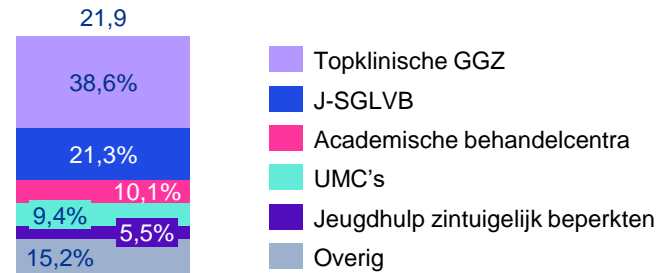 21,9
38,6%
21,3%
10,1%
9,4%
5,5%
15,2%
Topklinische GGZ
J-SGLVB
Academische behandelcentra
UMC's
Jeugdhulp zintuigelijk beperkten
Overig